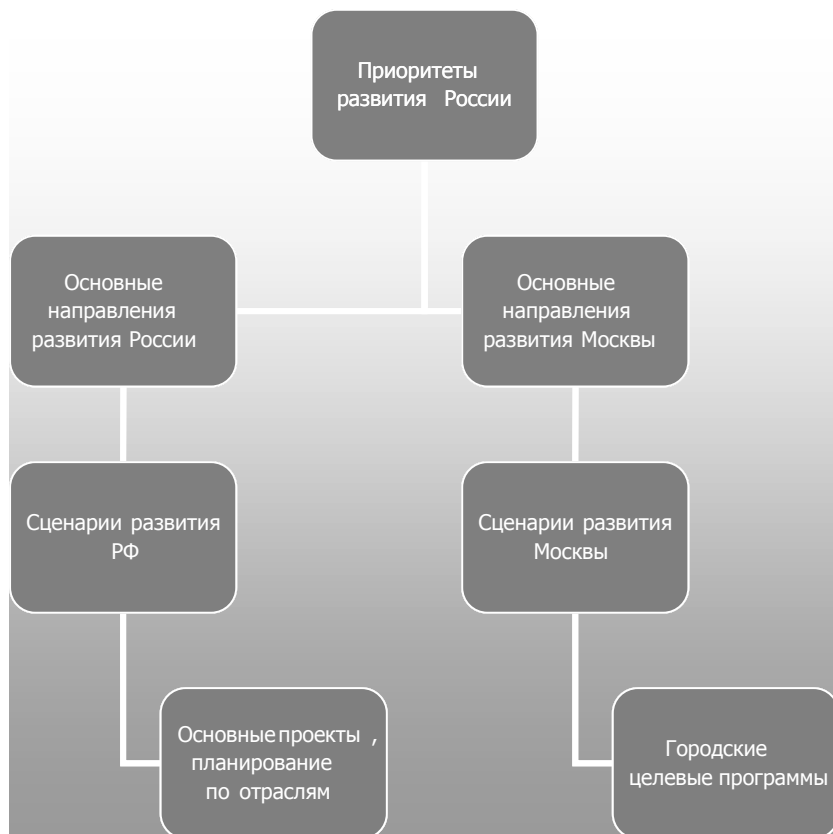 Приоритеты
развития России
Основные
направления
развития России
Основные
направления
развития Москвы
Сценарии развития
РФ
Сценарии развития
Москвы
Основные проекты ,
планирование
по отраслям
Городские
целевые программы